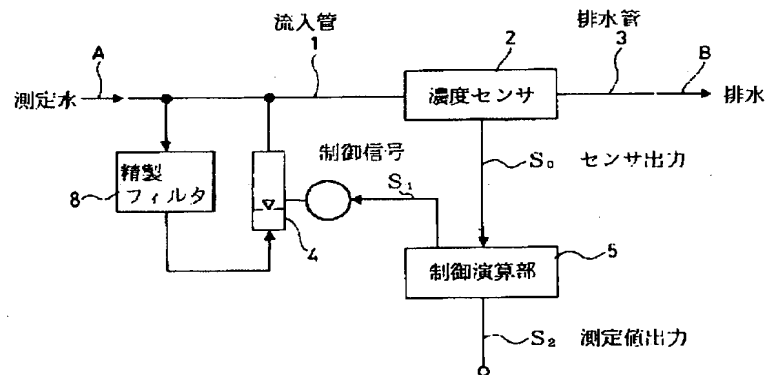 流入管
1
排水管
3
A
2
B
測定水
濃度センサ
排水
制御信号
S₀ センサ出力
精製
フィルタ
8
S₁
4
制御演算部
5
S₂ 測定値出力